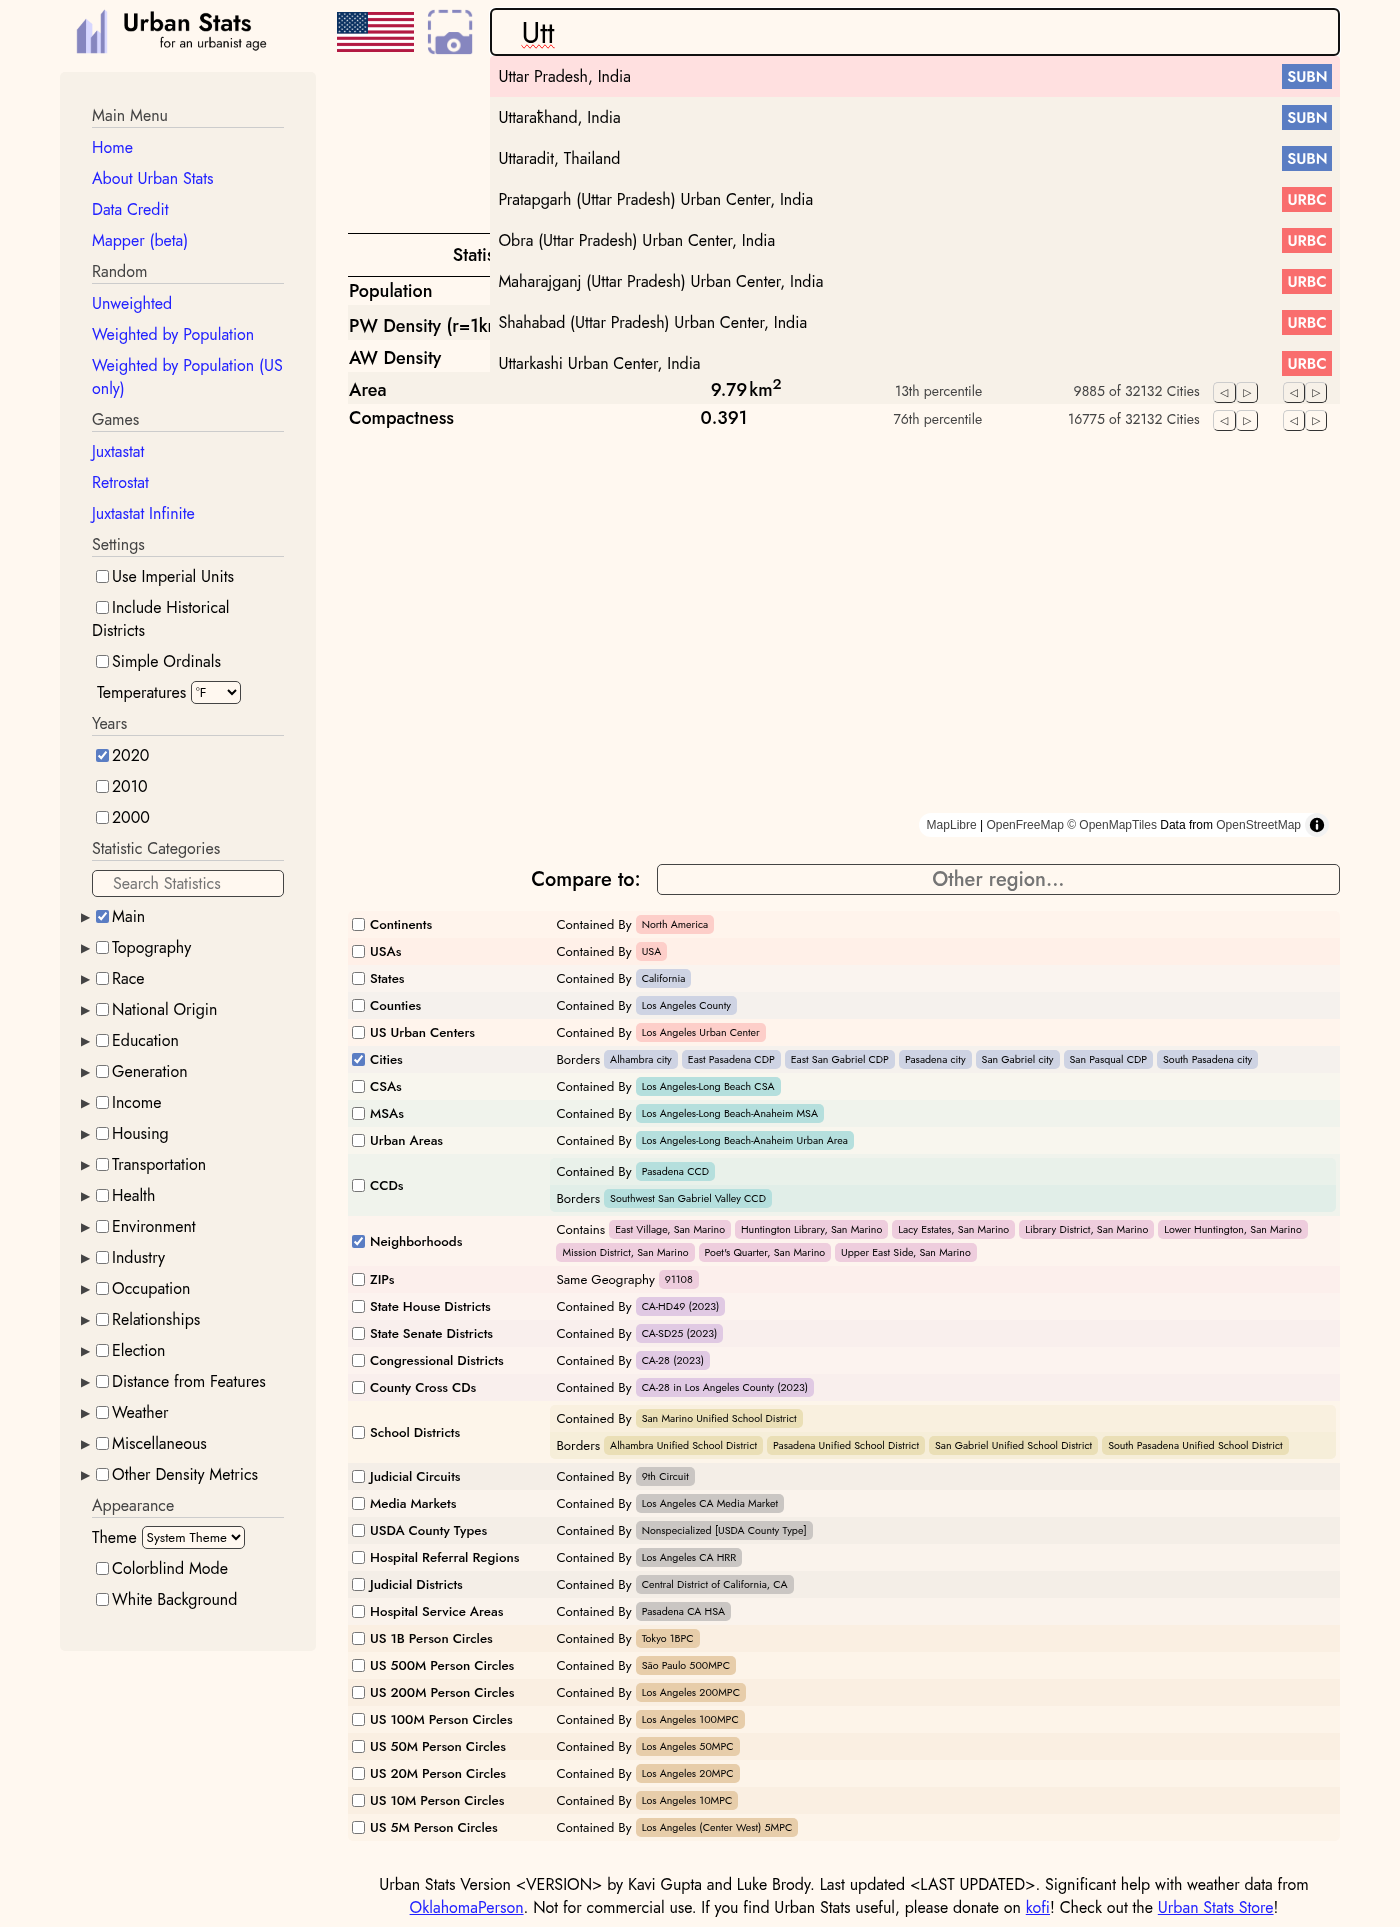 Urban Stats
for an urbanist age
Utt
Uttar Pradesh, India SUBN
Uttarākhand, India SUBN
Uttaradit, Thailand SUBN
Pratapgarh (Uttar Pradesh) Urban Center, India URBC
Obra (Uttar Pradesh) Urban Center, India URBC
Maharajganj (Uttar Pradesh) Urban Center, India URBC
Shahabad (Uttar Pradesh) Urban Center, India URBC
Uttarkashi Urban Center, India URBC
Main Menu
Home
About Urban Stats
Data Credit
Mapper (beta)
Random
Unweighted
Weighted by Population
Weighted by Population (US
only)
Games
Juxtastat
Retrostat
Juxtastat Infinite
Settings
Use Imperial Units
Include Historical
Districts
Simple Ordinals
Temperatures °F
Years
2020
2010
2000
Statistic Categories
Search Statistics
Main
Topography
Race
National Origin
Education
Generation
Income
Housing
Transportation
Health
Environment
Industry
Occupation
Relationships
Election
Distance from Features
Weather
Miscellaneous
Other Density Metrics
Appearance
Theme System Theme
Colorblind Mode
White Background
Statis
Population
PW Density (r=1k
AW Density
Area 9.79 km² 13th percentile 9885 of 32132 Cities
Compactness 0.391 76th percentile 16775 of 32132 Cities
MapLibre | OpenFreeMap © OpenMapTiles Data from OpenStreetMap
Compare to: Other region...
Continents Contained By North America
USAs Contained By USA
States Contained By California
Counties Contained By Los Angeles County
US Urban Centers Contained By Los Angeles Urban Center
Cities Borders Alhambra city East Pasadena CDP East San Gabriel CDP Pasadena city San Gabriel city San Pasqual CDP South Pasadena city
CSAs Contained By Los Angeles-Long Beach CSA
MSAs Contained By Los Angeles-Long Beach-Anaheim MSA
Urban Areas Contained By Los Angeles-Long Beach-Anaheim Urban Area
CCDs Contained By Pasadena CCD
Borders Southwest San Gabriel Valley CCD
Neighborhoods Contains East Village, San Marino Huntington Library, San Marino Lacy Estates, San Marino Library District, San Marino Lower Huntington, San Marino
Mission District, San Marino Poet's Quarter, San Marino Upper East Side, San Marino
ZIPs Same Geography 91108
State House Districts Contained By CA-HD49 (2023)
State Senate Districts Contained By CA-SD25 (2023)
Congressional Districts Contained By CA-28 (2023)
County Cross CDs Contained By CA-28 in Los Angeles County (2023)
School Districts Contained By San Marino Unified School District
Borders Alhambra Unified School District Pasadena Unified School District San Gabriel Unified School District South Pasadena Unified School District
Judicial Circuits Contained By 9th Circuit
Media Markets Contained By Los Angeles CA Media Market
USDA County Types Contained By Nonspecialized [USDA County Type]
Hospital Referral Regions Contained By Los Angeles CA HRR
Judicial Districts Contained By Central District of California, CA
Hospital Service Areas Contained By Pasadena CA HSA
US 1B Person Circles Contained By Tokyo 1BPC
US 500M Person Circles Contained By São Paulo 500MPC
US 200M Person Circles Contained By Los Angeles 200MPC
US 100M Person Circles Contained By Los Angeles 100MPC
US 50M Person Circles Contained By Los Angeles 50MPC
US 20M Person Circles Contained By Los Angeles 20MPC
US 10M Person Circles Contained By Los Angeles 10MPC
US 5M Person Circles Contained By Los Angeles (Center West) 5MPC
Urban Stats Version <VERSION> by Kavi Gupta and Luke Brody. Last updated <LAST UPDATED>. Significant help with weather data from
OklahomaPerson. Not for commercial use. If you find Urban Stats useful, please donate on kofi! Check out the Urban Stats Store!